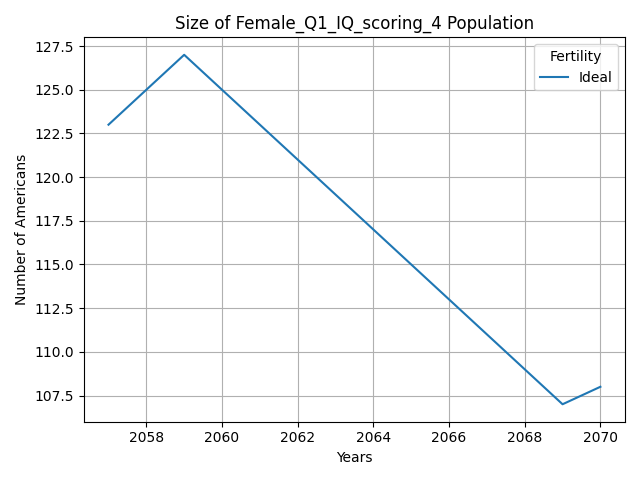 Size of Female_Q1_IQ_scoring_4 Population
127.5
125.0
122.5
120.0
117.5
115.0
112.5
110.0
107.5
Number of Americans
Fertility
Ideal
2058 2060 2062 2064 2066 2068 2070
Years